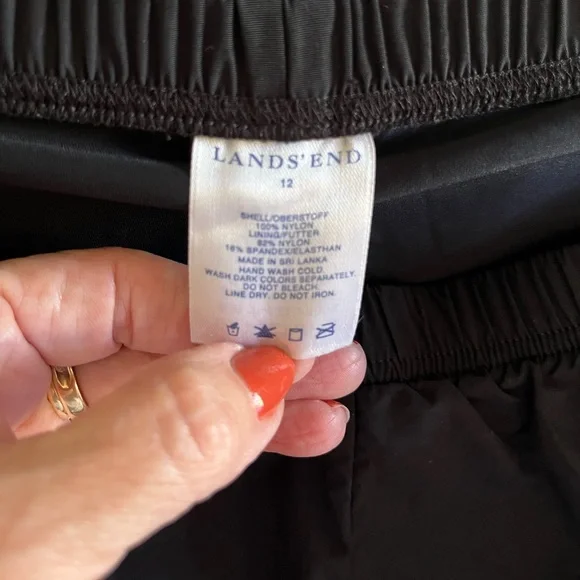 LANDS' END
12
SHELL/OBERSTOFF
100% NYLON
LINING/FUTTER
82% NYLON
18% SPANDEX/ELASTHAN
MADE IN SRI LANKA
HAND WASH COLD.
WASH DARK COLORS SEPARATELY.
DO NOT BLEACH.
LINE DRY. DO NOT IRON.